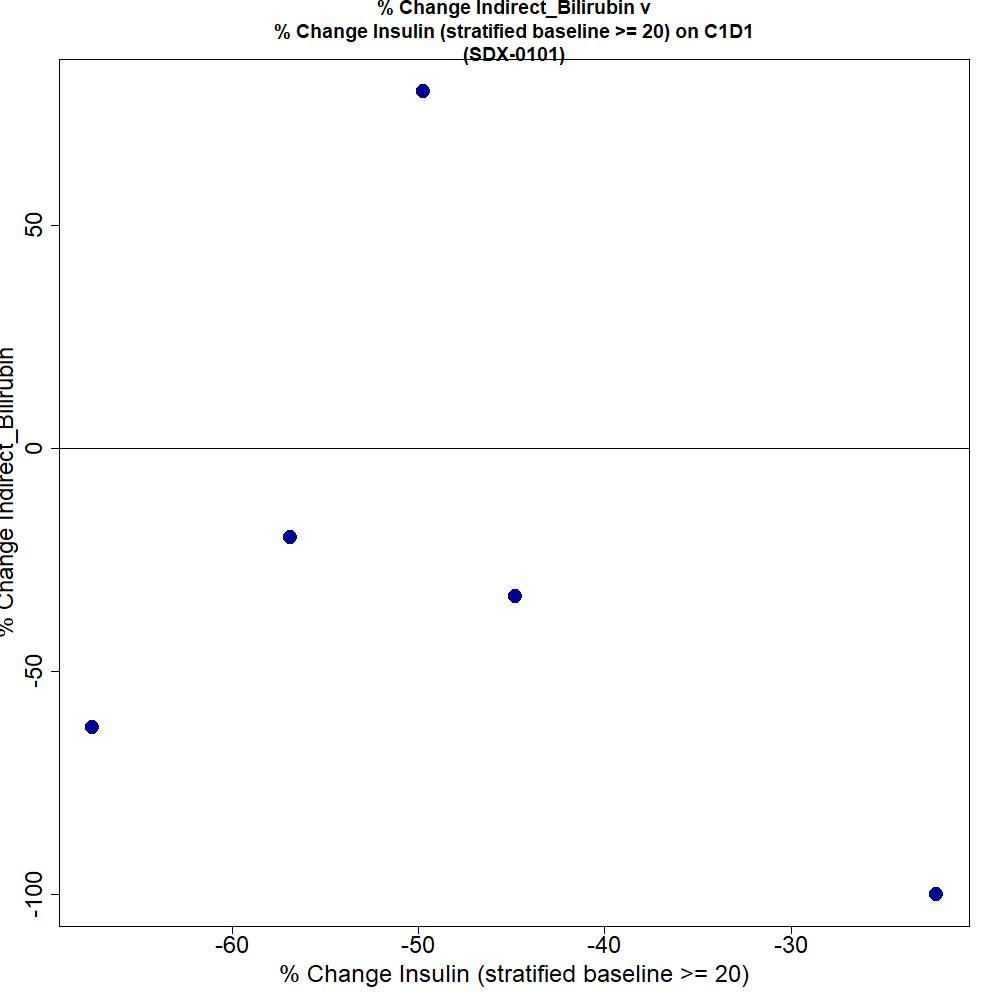 % Change Indirect_Bilirubin v
% Change Insulin (stratified baseline >= 20) on C1D1
(SDX-0101)
% Change Indirect_Bilirubin
50
0
-50
-100
-60
-50
-40
-30
% Change Insulin (stratified baseline >= 20)